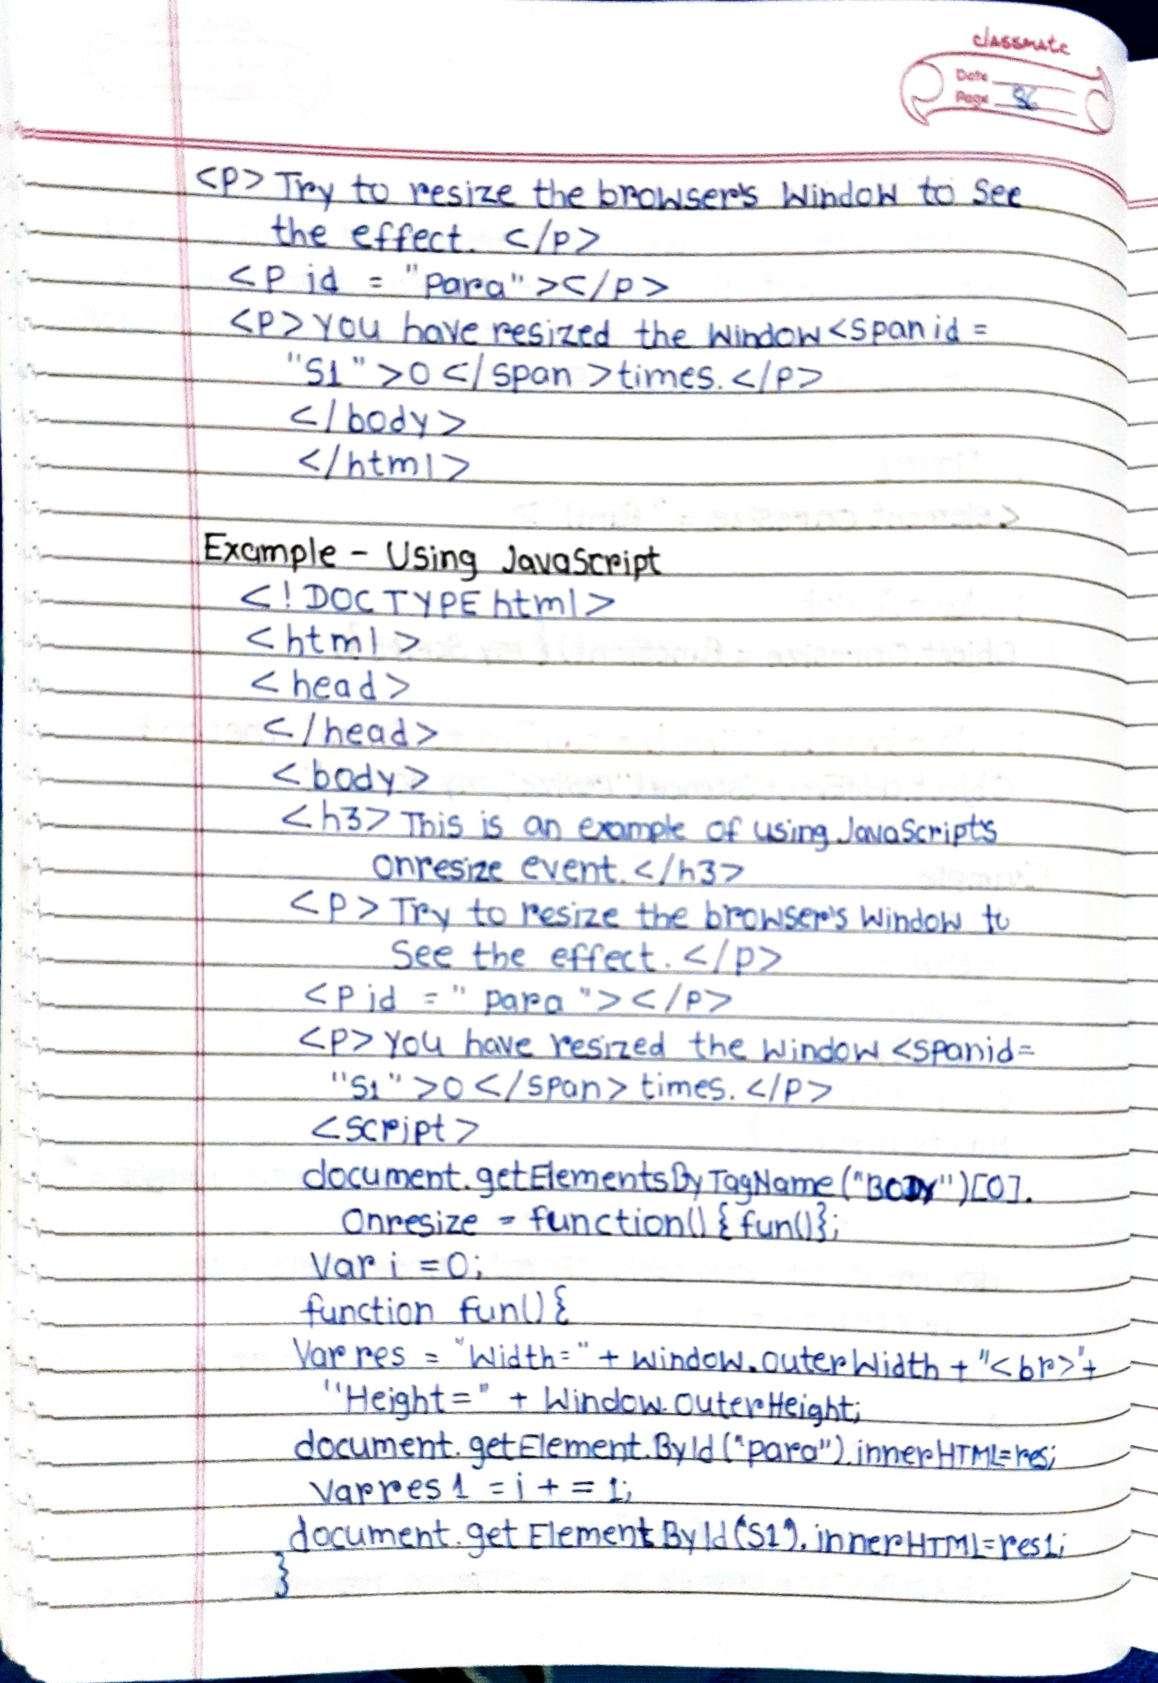 classmate
Date
Page 86
<p> Try to resize the browser's window to see
the effect. </p>
<p id = "para"></p>
<p> you have resized the window <span id =
"S1" >0 </span >times. </p>
</body>
</html>
Example - Using JavaScript
<!DOCTYPE html>
<html>
<head>
</head>
<body>
<h3> This is an example of using JavaScripts
onresize event. </h3>
<p> Try to resize the browser's window to
see the effect. </p>
<p id = " para "></p>
<p> you have resized the window <spanid =
"S1" >0 </span> times. </p>
<script>
document.getElementsByTagName("BODY")[0].
onresize = function() { fun()};
var i = 0;
function fun() {
Var res = "width=" + window.outerWidth + "<br>" +
"Height=" + window.outerHeight;
document.getElement.ById("para").innerHTML=res;
var res 1 = i + = 1;
document.getElementById("S1").innerHTML=res1;
}